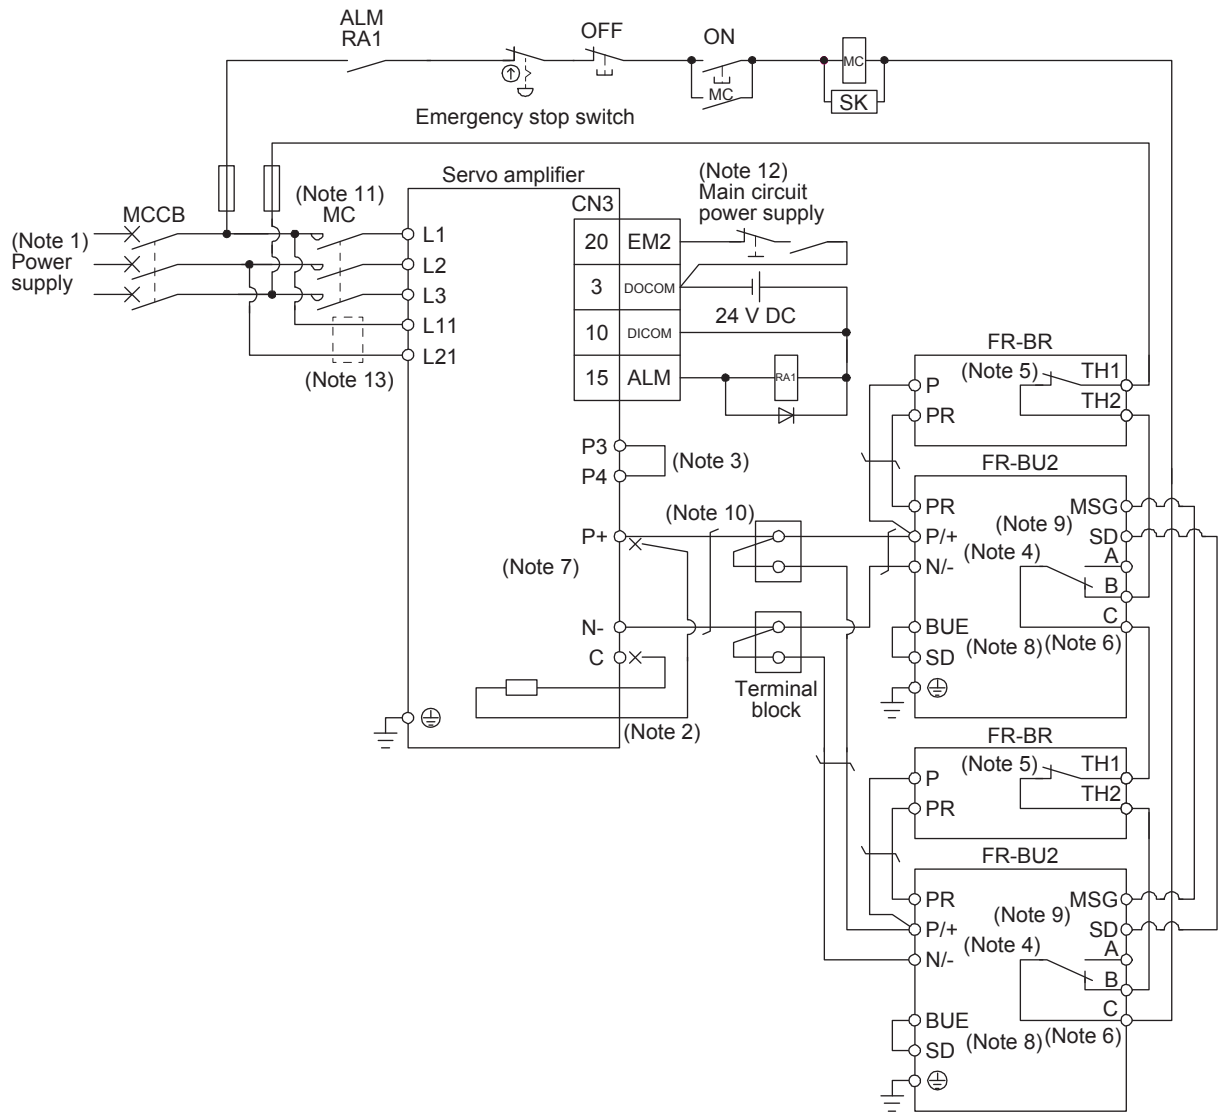 ALM
RA1
OFF
ON
MC
MC
SK
Emergency stop switch
Servo amplifier
(Note 12)
Main circuit
power supply
(Note 11)
MC
MCCB
(Note 1)
Power
supply
CN3
L1
L2
L3
L11
L21
(Note 13)
20 EM2
3 DOCOM
24 V DC
10 DICOM
15 ALM
RA1
P3
P4
(Note 3)
P+
(Note 10)
(Note 7)
N-
C
(Note 2)
Terminal
block
FR-BR
P
(Note 5)
TH1
TH2
PR
FR-BU2
PR
MSG
P/+
(Note 9)
SD
N/-
(Note 4)
A
B
C
BUE
(Note 8)
(Note 6)
SD
FR-BR
P
(Note 5)
TH1
TH2
PR
FR-BU2
PR
MSG
P/+
(Note 9)
SD
N/-
(Note 4)
A
B
C
BUE
(Note 8)
(Note 6)
SD